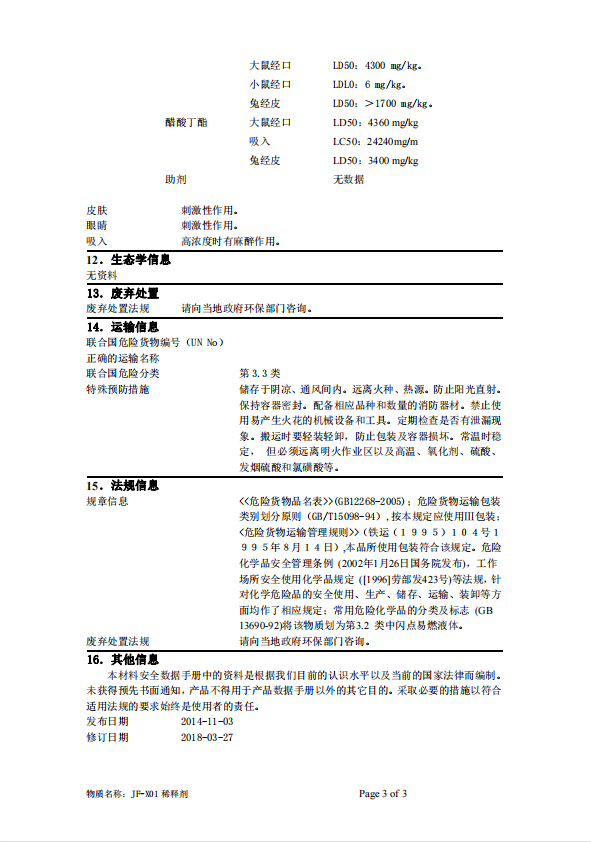 大鼠经口 LD50：4300 mg/kg。
小鼠经口 LDL0：6 mg/kg。
兔经皮 LD50：＞1700 mg/kg。
醋酸丁酯 大鼠经口 LD50：4360 mg/kg
吸入 LC50：24240mg/m
兔经皮 LD50：3400 mg/kg
助剂 无数据
皮肤 刺激性作用。
眼睛 刺激性作用。
吸入 高浓度时有麻醉作用。
12．生态学信息
无资料
13．废弃处置
废弃处置法规 请向当地政府环保部门咨询。
14．运输信息
联合国危险货物编号（UN No）
正确的运输名称
联合国危险分类 第 3.3 类
特殊预防措施 储存于阴凉、通风间内。远离火种、热源。防止阳光直射。
保持容器密封。配备相应品种和数量的消防器材。禁止使
用易产生火花的机械设备和工具。定期检查是否有泄漏现
象。搬运时要轻装轻卸，防止包装及容器损坏。常温时稳
定， 但必须远离明火作业区以及高温、氧化剂、硫酸、
发烟硫酸和氯磺酸等。
15．法规信息
规章信息 <<危险货物品名表>>(GB12268-2005)；危险货物运输包装
类别划分原则（GB/T15098-94）,按本规定应使用Ⅲ包装；
<危险货物运输管理规则>>（铁运（１９９５）１０４号１
９９５年８月１４日）,本品所使用包装符合该规定。危险
化学品安全管理条例 (2002年1月26日国务院发布)，工作
场所安全使用化学品规定 ([1996]劳部发423号)等法规，针
对化学危险品的安全使用、生产、储存、运输、装卸等方
面均作了相应规定；常用危险化学品的分类及标志 (GB
13690-92)将该物质划为第3.2 类中闪点易燃液体。
废弃处置法规 请向当地政府环保部门咨询。
16．其他信息
本材料安全数据手册中的资料是根据我们目前的认识水平以及当前的国家法律而编制。
未获得预先书面通知，产品不得用于产品数据手册以外的其它目的。采取必要的措施以符合
适用法规的要求始终是使用者的责任。
发布日期 2014-11-03
修订日期 2018-03-27
物质名称：JF-X01 稀释剂 Page 3 of 3